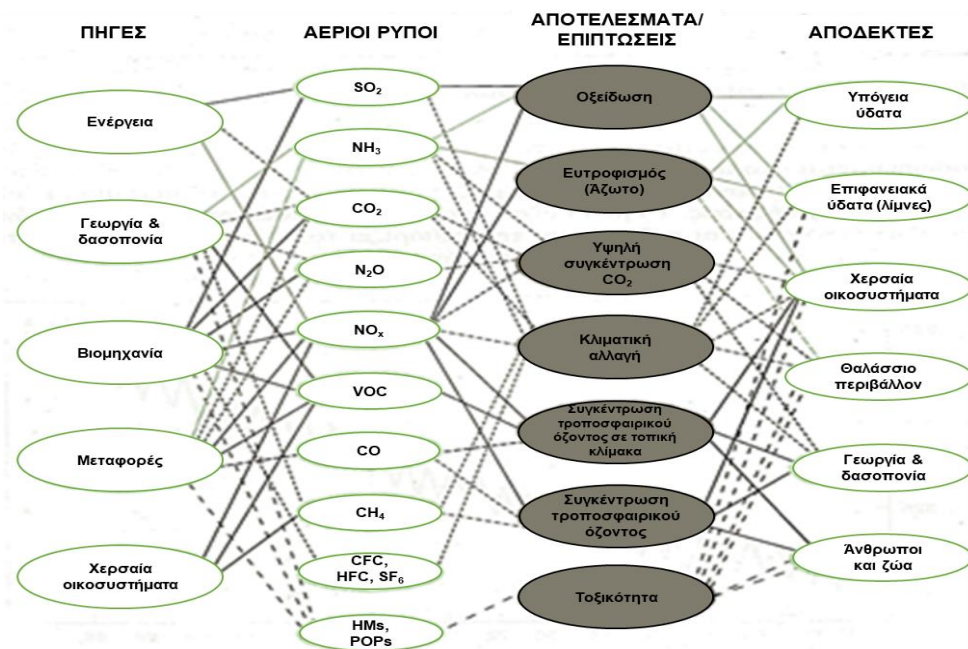 ΠΗΓΕΣ
ΑΕΡΙΟΙ ΡΥΠΟΙ
ΑΠΟΤΕΛΕΣΜΑΤΑ/
ΕΠΙΠΤΩΣΕΙΣ
ΑΠΟΔΕΚΤΕΣ
Ενέργεια
Γεωργία &
δασοπονία
Βιομηχανία
Μεταφορές
Χερσαία
οικοσυστήματα
SO₂
NH₃
CO₂
N₂O
NOₓ
VOC
CO
CH₄
CFC,
HFC, SF₆
HMs,
POPs
Οξείδωση
Ευτροφισμός
(Άζωτο)
Υψηλή
συγκέντρωση
CO₂
Κλιματική
αλλαγή
Συγκέντρωση
τροποσφαιρικού
όζοντος σε τοπική
κλίμακα
Συγκέντρωση
τροποσφαιρικού
όζοντος
Τοξικότητα
Υπόγεια
ύδατα
Επιφανειακά
ύδατα (λίμνες)
Χερσαία
οικοσυστήματα
Θαλάσσιο
περιβάλλον
Γεωργία &
δασοπονία
Άνθρωποι
και ζώα